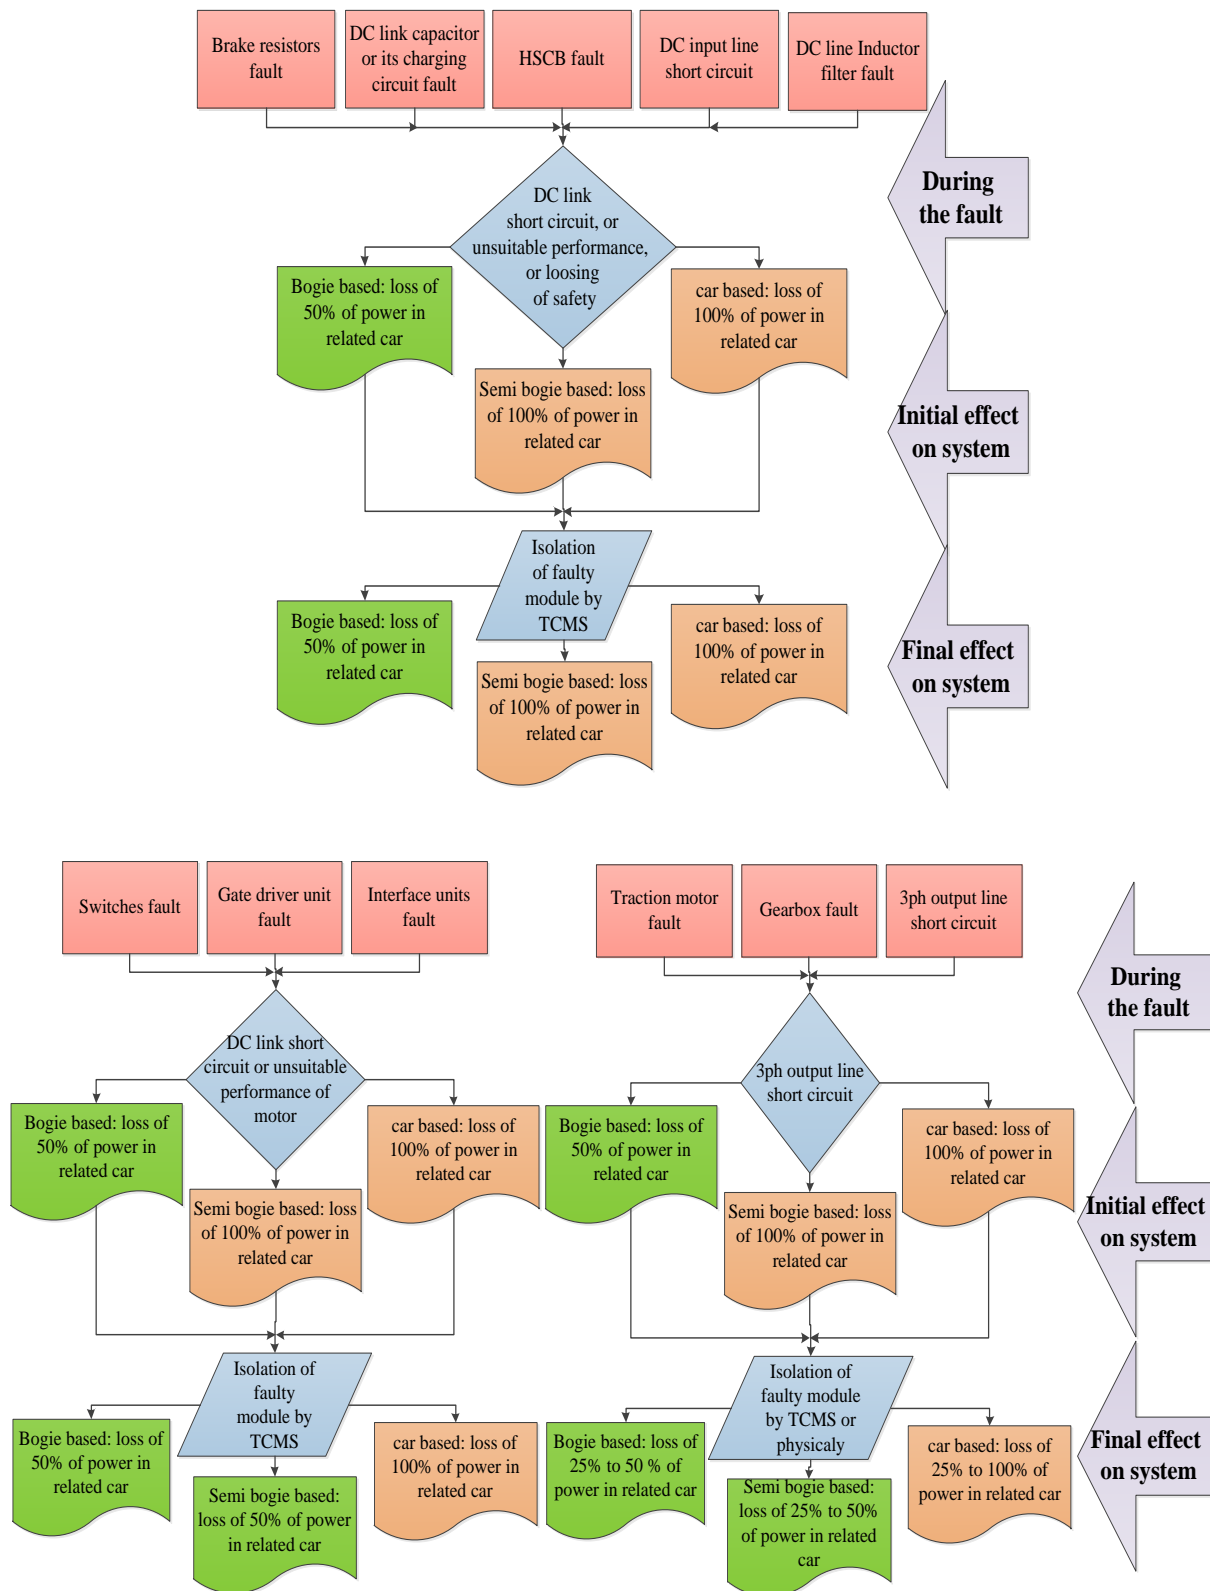 Brake resistors
fault
DC link capacitor
or its charging
circuit fault
HSCB fault
DC input line
short circuit
DC line Inductor
filter fault
During
the fault
DC link
short circuit, or
unsuitable performance,
or loosing
of safety
Bogie based: loss of
50% of power in
related car
car based: loss of
100% of power in
related car
Semi bogie based: loss
of 100% of power in
related car
Initial effect
on system
Isolation
of faulty
module by
TCMS
Bogie based: loss of
50% of power in
related car
car based: loss of
100% of power in
related car
Semi bogie based: loss
of 100% of power in
related car
Final effect
on system
Switches fault
Gate driver unit
fault
Interface units
fault
Traction motor
fault
Gearbox fault
3ph output line
short circuit
During
the fault
DC link short
circuit or unsuitable
performance of
motor
3ph output line
short circuit
Bogie based: loss of
50% of power in
related car
car based: loss of
100% of power in
related car
Semi bogie based: loss
of 100% of power in
related car
Bogie based: loss of
50% of power in
related car
car based: loss of
100% of power in
related car
Semi bogie based: loss
of 100% of power in
related car
Initial effect
on system
Isolation of
faulty
module by
TCMS
Isolation of
faulty module
by TCMS or
physicaly
Bogie based: loss of
50% of power in
related car
car based: loss of
100% of power in
related car
Semi bogie based:
loss of 50% of power
in related car
Bogie based: loss of
25% to 50 % of
power in related car
car based: loss of
25% to 100% of
power in related car
Semi bogie based:
loss of 25% to 50%
of power in related
car
Final effect
on system